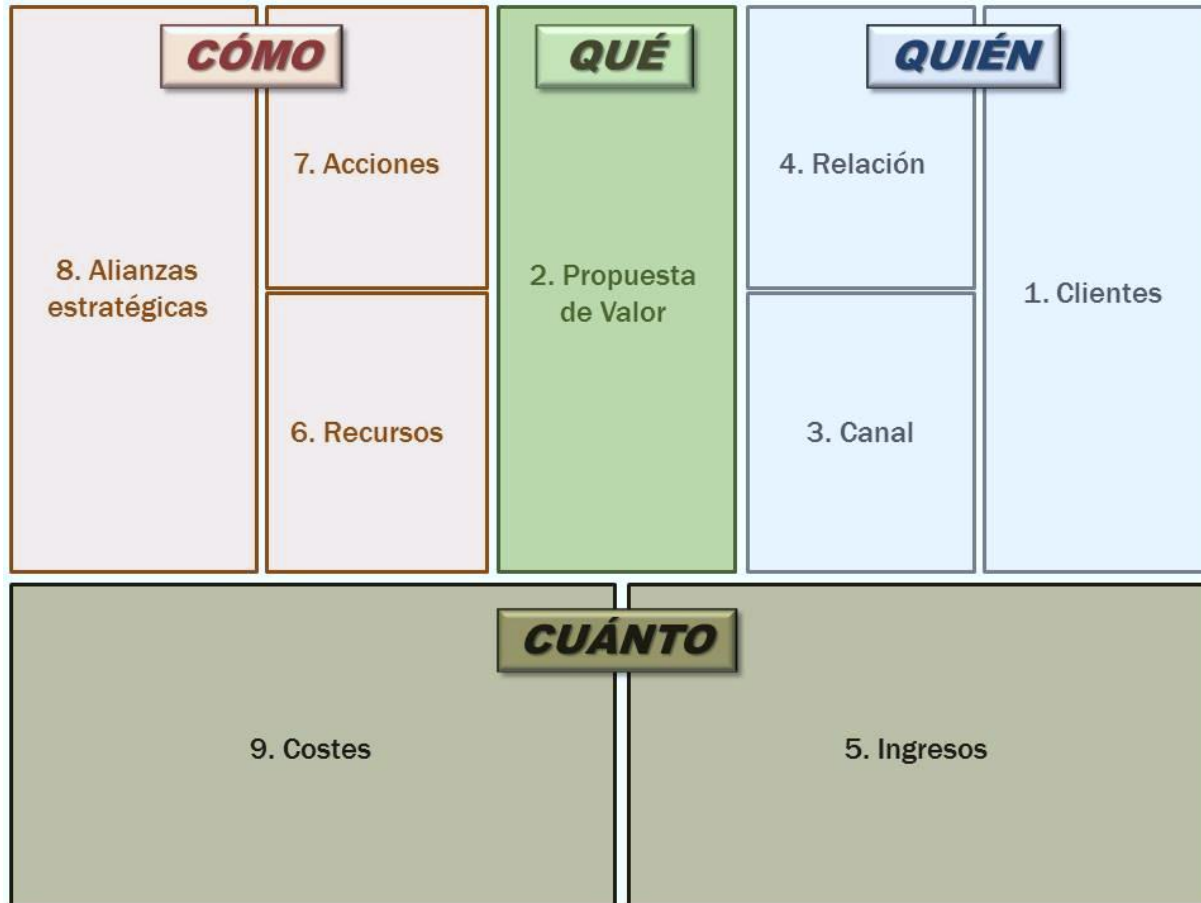 CÓMO
QUÉ
QUIÉN
7. Acciones
4. Relación
8. Alianzas
estratégicas
2. Propuesta
de Valor
1. Clientes
6. Recursos
3. Canal
CUÁNTO
9. Costes
5. Ingresos